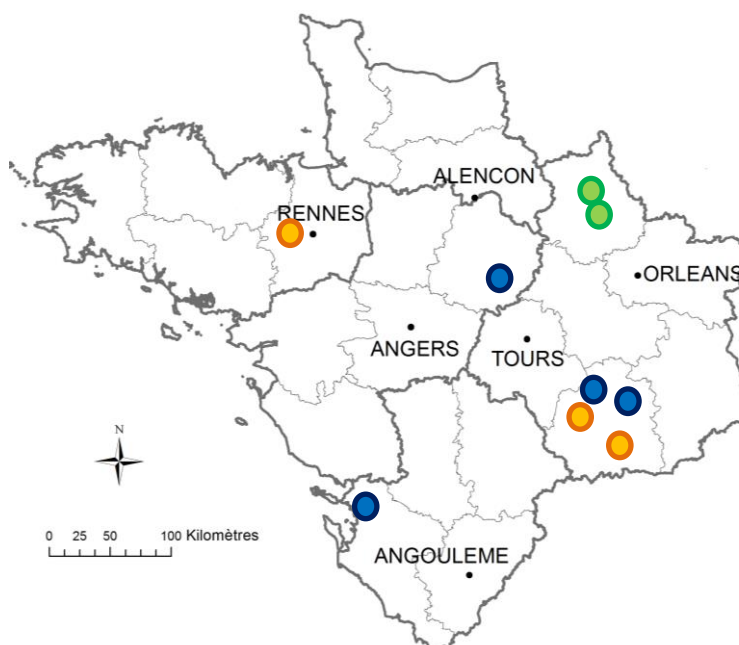 ALENCON
RENNES
ORLEANS
ANGERS
TOURS
N
0 25 50 100 Kilomètres
ANGOULEME